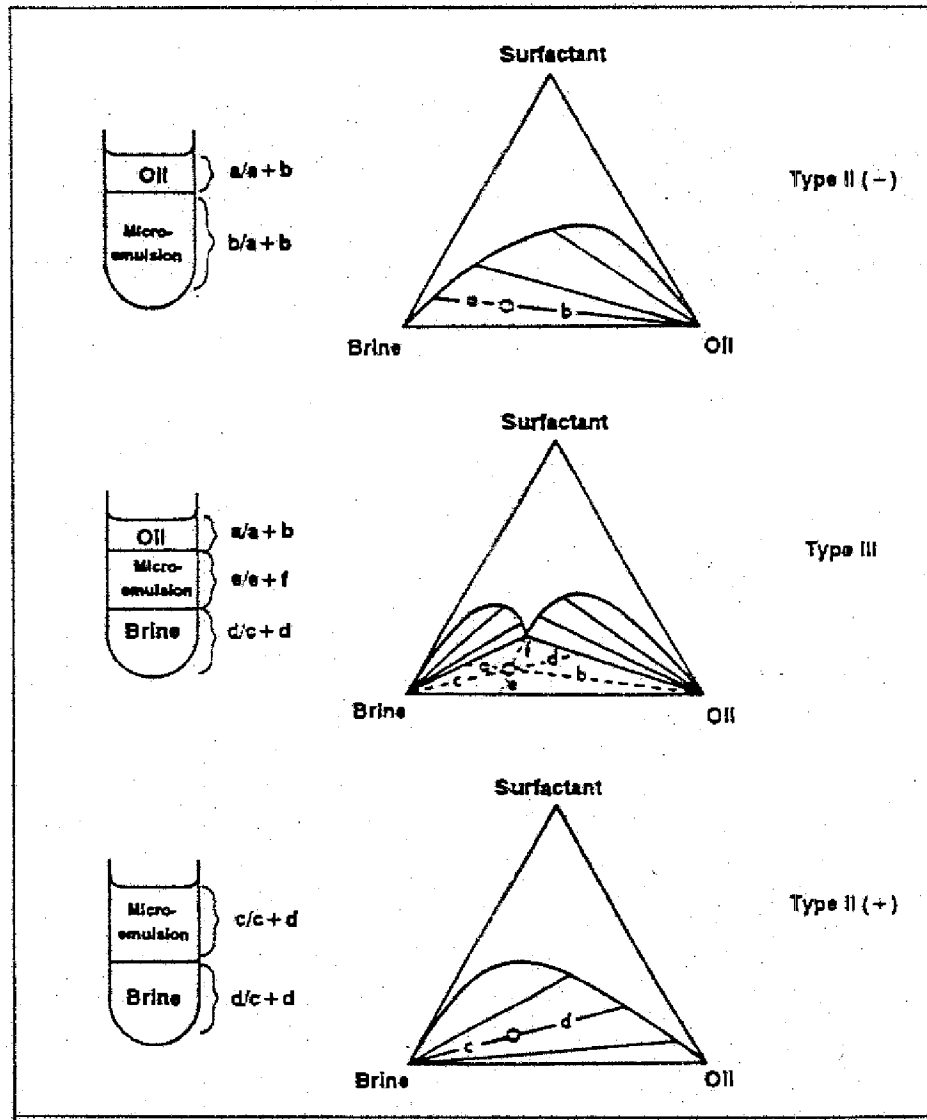 Surfactant
Oil
a/a + b
Micro-
emulsion
b/a + b
Type II (−)
a
b
Brine
Oil
Surfactant
Oil
a/a + b
Micro-
emulsion
e/e + f
Brine
d/c + d
Type III
f
a
d
c
b
e
Brine
Oil
Surfactant
Micro-
emulsion
c/c + d
Brine
d/c + d
Type II (+)
d
c
Brine
Oil